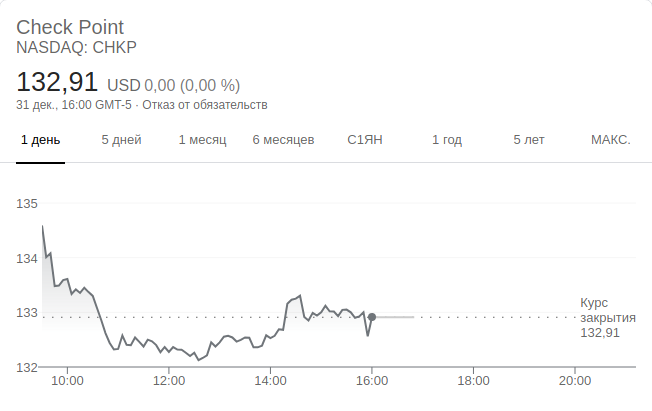 Check Point
NASDAQ: CHKP
132,91 USD 0,00 (0,00 %)
31 дек., 16:00 GMT-5 · Отказ от обязательств
1 день 5 дней 1 месяц 6 месяцев С1ЯН 1 год 5 лет МАКС.
135
134
133
132
Курс
закрытия
132,91
10:00 12:00 14:00 16:00 18:00 20:00